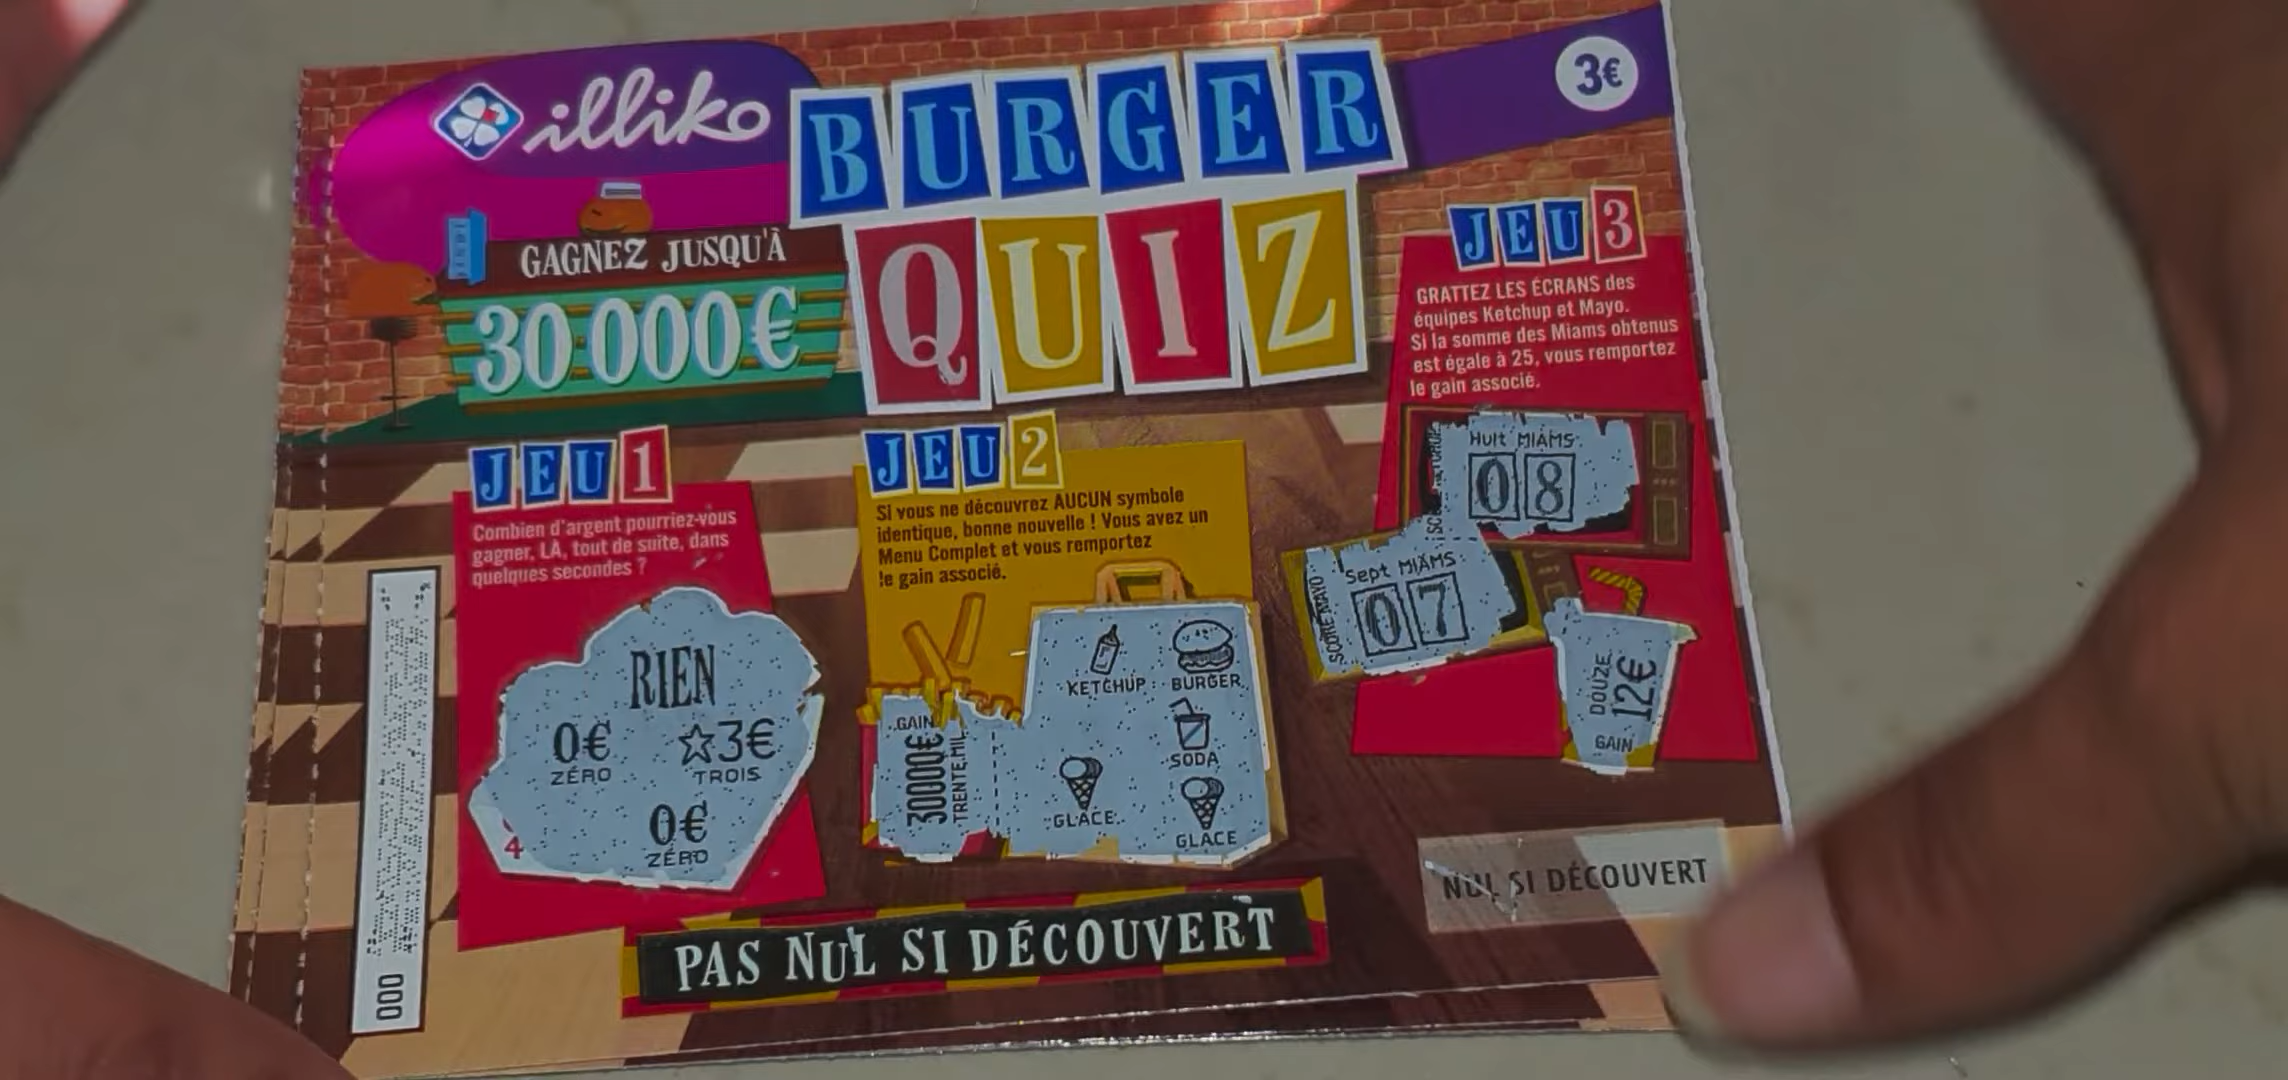 illiko
BURGER
QUIZ
3€
GAGNEZ JUSQU'À
30 000€
JEU 1
Combien d'argent pourriez-vous
gagner, LÀ, tout de suite, dans
quelques secondes ?
RIEN
0€
ZÉRO
☆3€
TROIS
0€
ZÉRO
4
JEU 2
Si vous ne découvrez AUCUN symbole
identique, bonne nouvelle ! Vous avez un
Menu Complet et vous remportez
le gain associé.
GAIN
30000€
TRENTE.MIL
KETCHUP
BURGER
SODA
GLACE
GLACE
JEU 3
GRATTEZ LES ÉCRANS des
équipes Ketchup et Mayo.
Si la somme des Miams obtenus
est égale à 25, vous remportez
le gain associé.
Huit MIAMS
08
SCORE MAYO
Sept MIAMS
07
DOUZE
12€
GAIN
NUL SI DÉCOUVERT
PAS NUL SI DÉCOUVERT
000